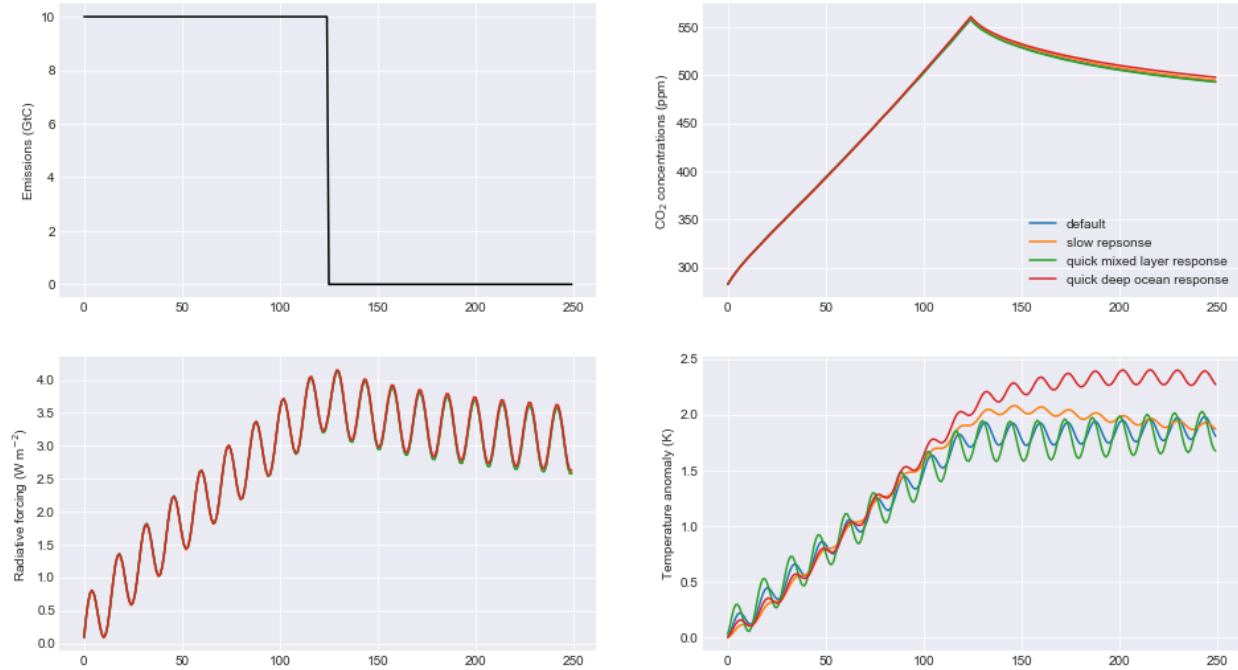 10
8
6
4
2
0
Emissions (GtC)
0 50 100 150 200 250
550
500
450
400
350
300
CO₂ concentrations (ppm)
default
slow repsonse
quick mixed layer response
quick deep ocean response
0 50 100 150 200 250
4.0
3.5
3.0
2.5
2.0
1.5
1.0
0.5
0.0
Radiative forcing (W m⁻²)
0 50 100 150 200 250
2.5
2.0
1.5
1.0
0.5
0.0
Temperature anomaly (K)
0 50 100 150 200 250